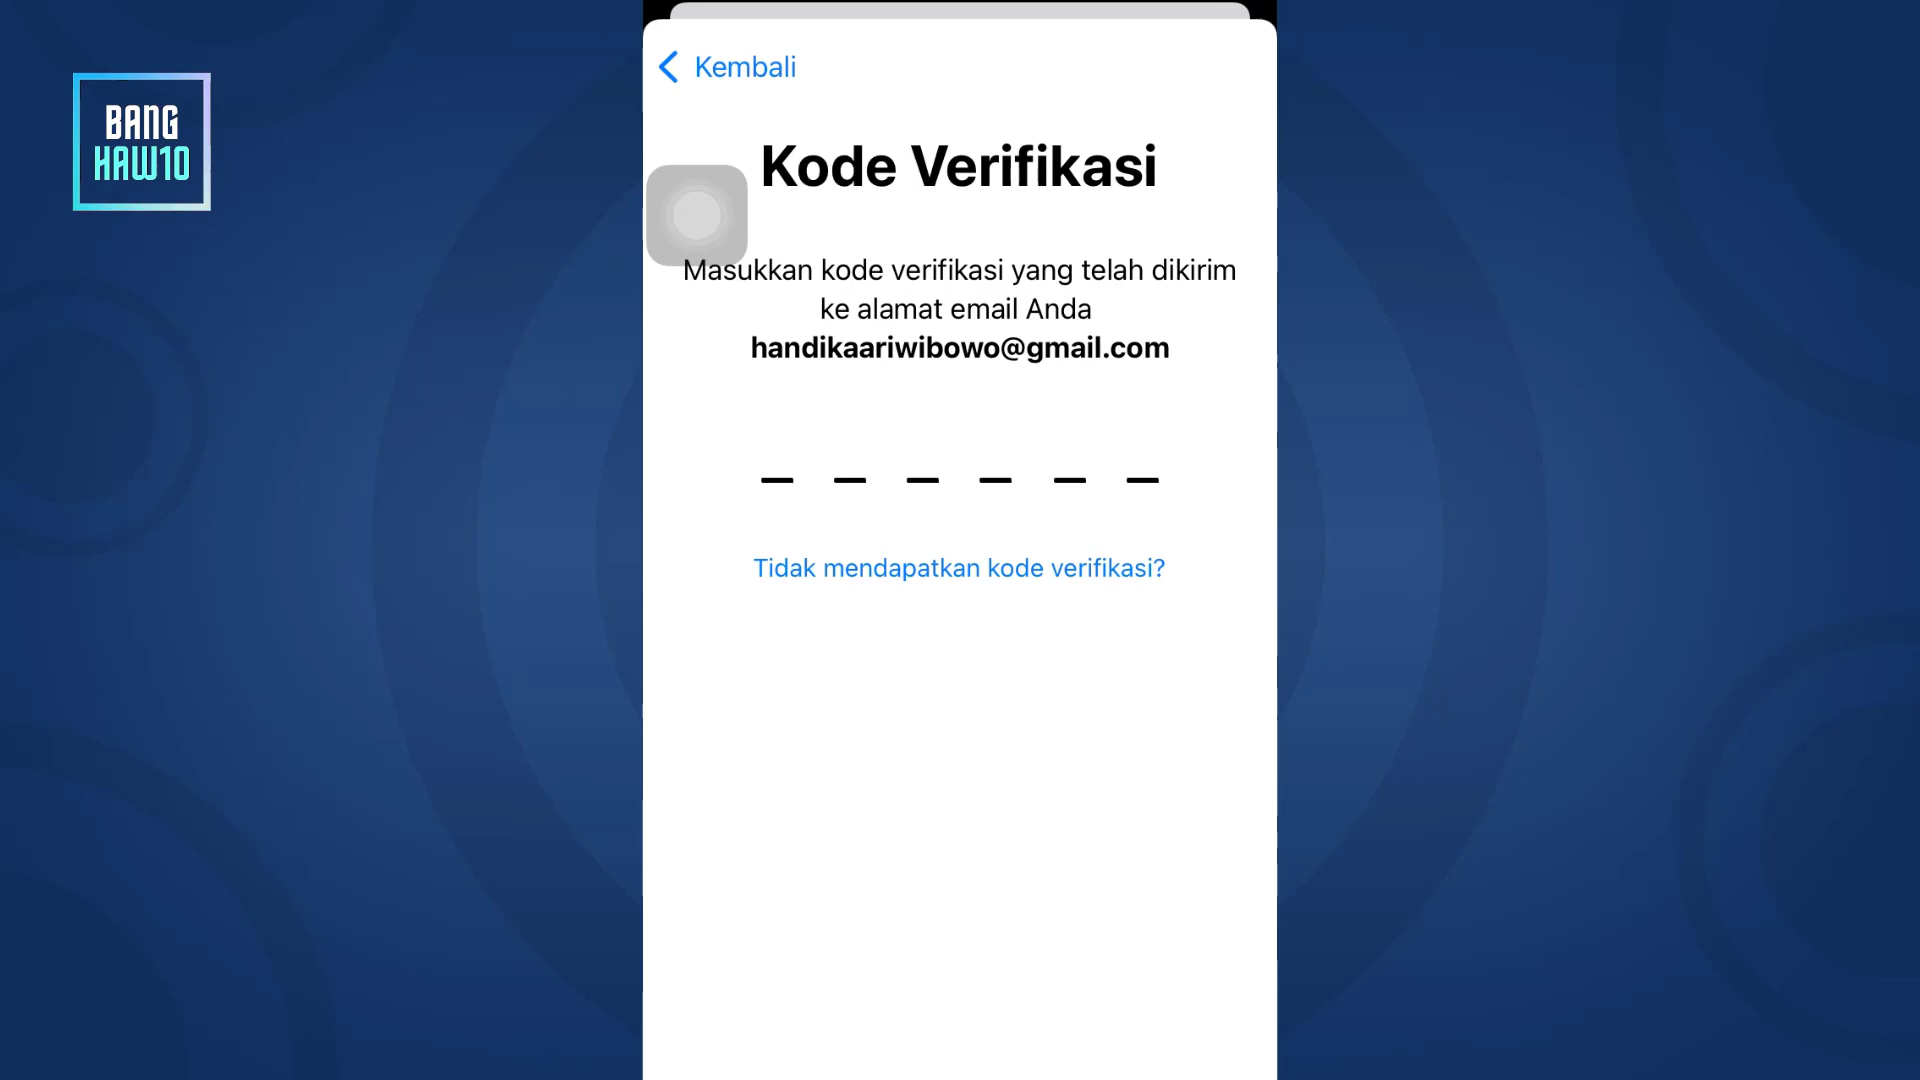 BANG
HAW10
Kembali
Kode Verifikasi
Masukkan kode verifikasi yang telah dikirim
ke alamat email Anda
handikaariwibowo@gmail.com
Tidak mendapatkan kode verifikasi?